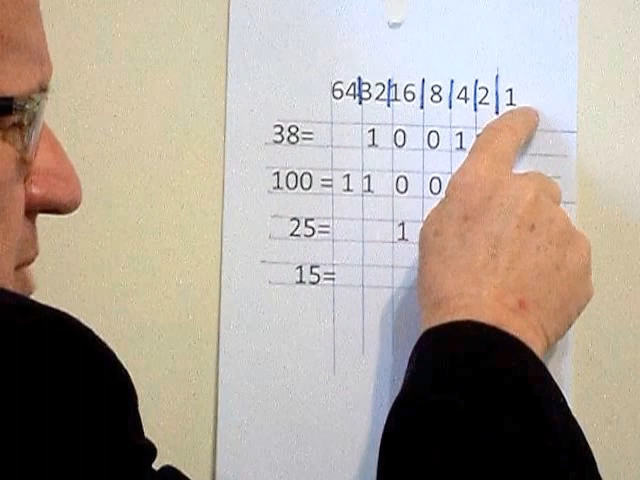 64|32|16|8|4|2|1
38= 1 0 0 1
100 = 1 1 0 0
25= 1
15=